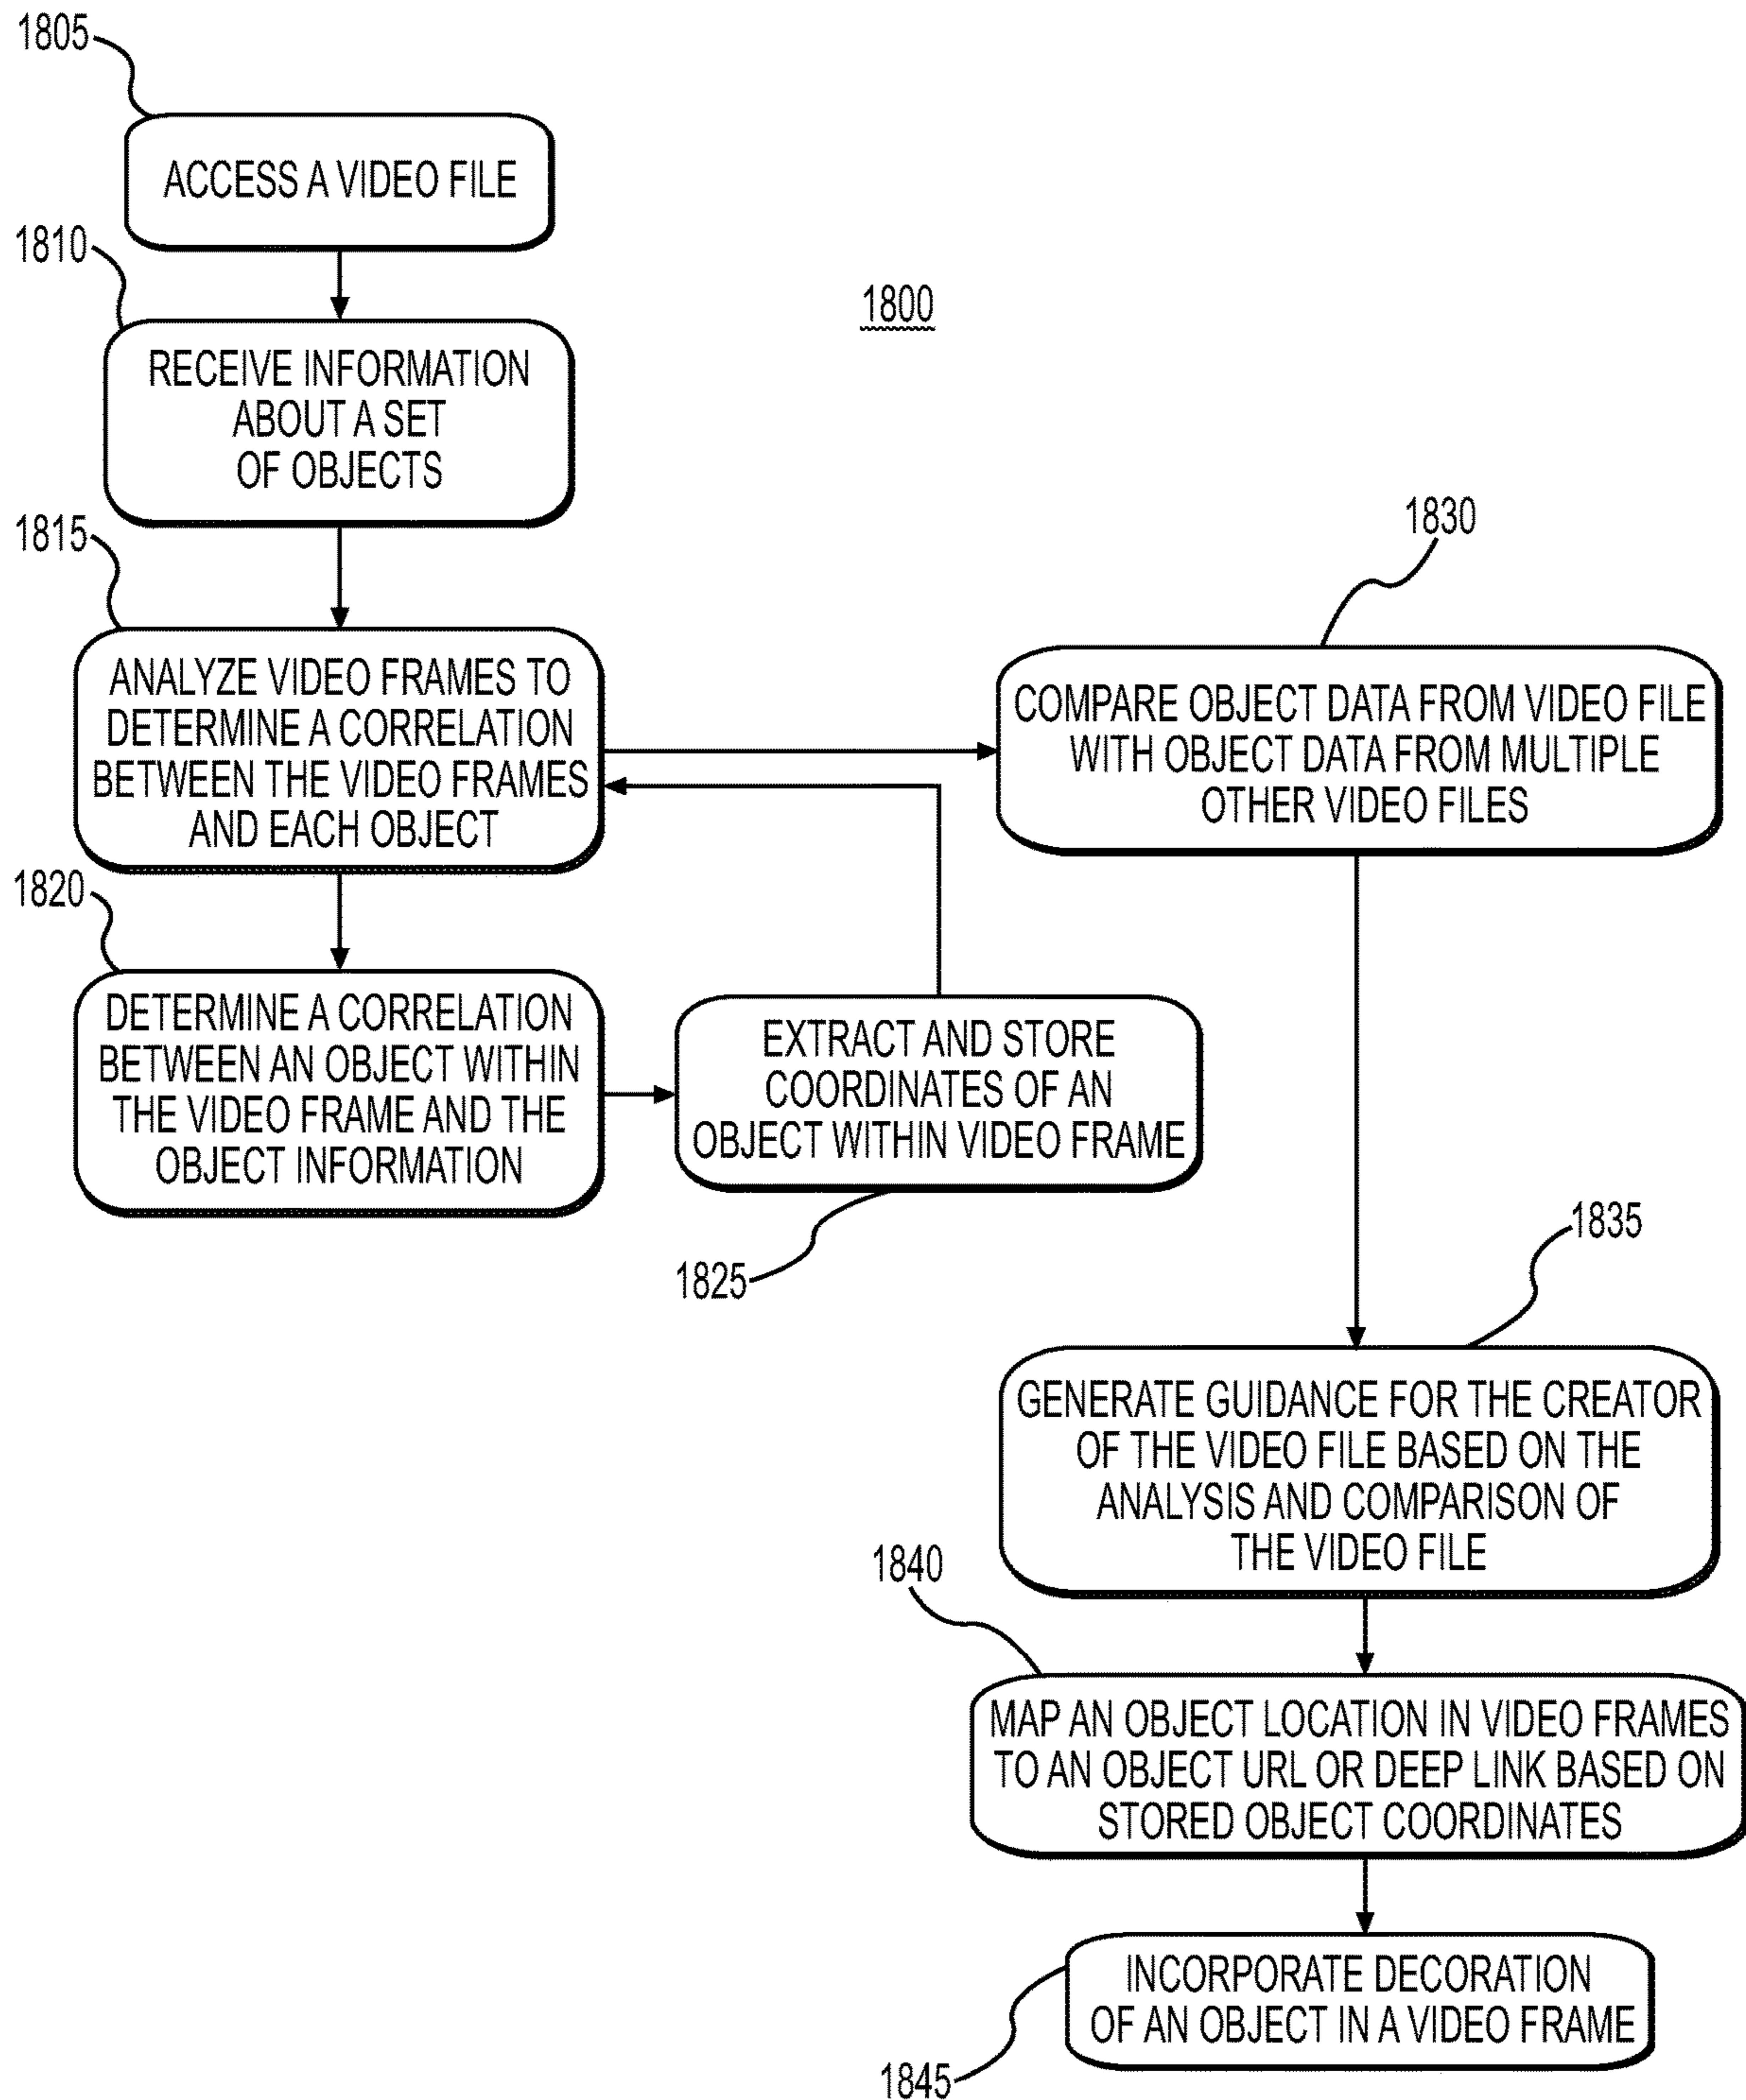 1805
ACCESS A VIDEO FILE
1810
RECEIVE INFORMATION
ABOUT A SET
OF OBJECTS
1800
1815
ANALYZE VIDEO FRAMES TO
DETERMINE A CORRELATION
BETWEEN THE VIDEO FRAMES
AND EACH OBJECT
1830
COMPARE OBJECT DATA FROM VIDEO FILE
WITH OBJECT DATA FROM MULTIPLE
OTHER VIDEO FILES
1820
DETERMINE A CORRELATION
BETWEEN AN OBJECT WITHIN
THE VIDEO FRAME AND THE
OBJECT INFORMATION
EXTRACT AND STORE
COORDINATES OF AN
OBJECT WITHIN VIDEO FRAME
1825
1835
GENERATE GUIDANCE FOR THE CREATOR
OF THE VIDEO FILE BASED ON THE
ANALYSIS AND COMPARISON OF
THE VIDEO FILE
1840
MAP AN OBJECT LOCATION IN VIDEO FRAMES
TO AN OBJECT URL OR DEEP LINK BASED ON
STORED OBJECT COORDINATES
INCORPORATE DECORATION
OF AN OBJECT IN A VIDEO FRAME
1845